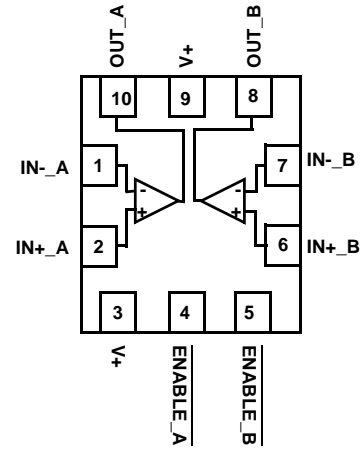 OUT_A
V+
OUT_B
10
9
8
IN-_A
1
-
+
-
+
7
IN-_B
IN+_A
2
6
IN+_B
3
4
5
V+
ENABLE_A
ENABLE_B